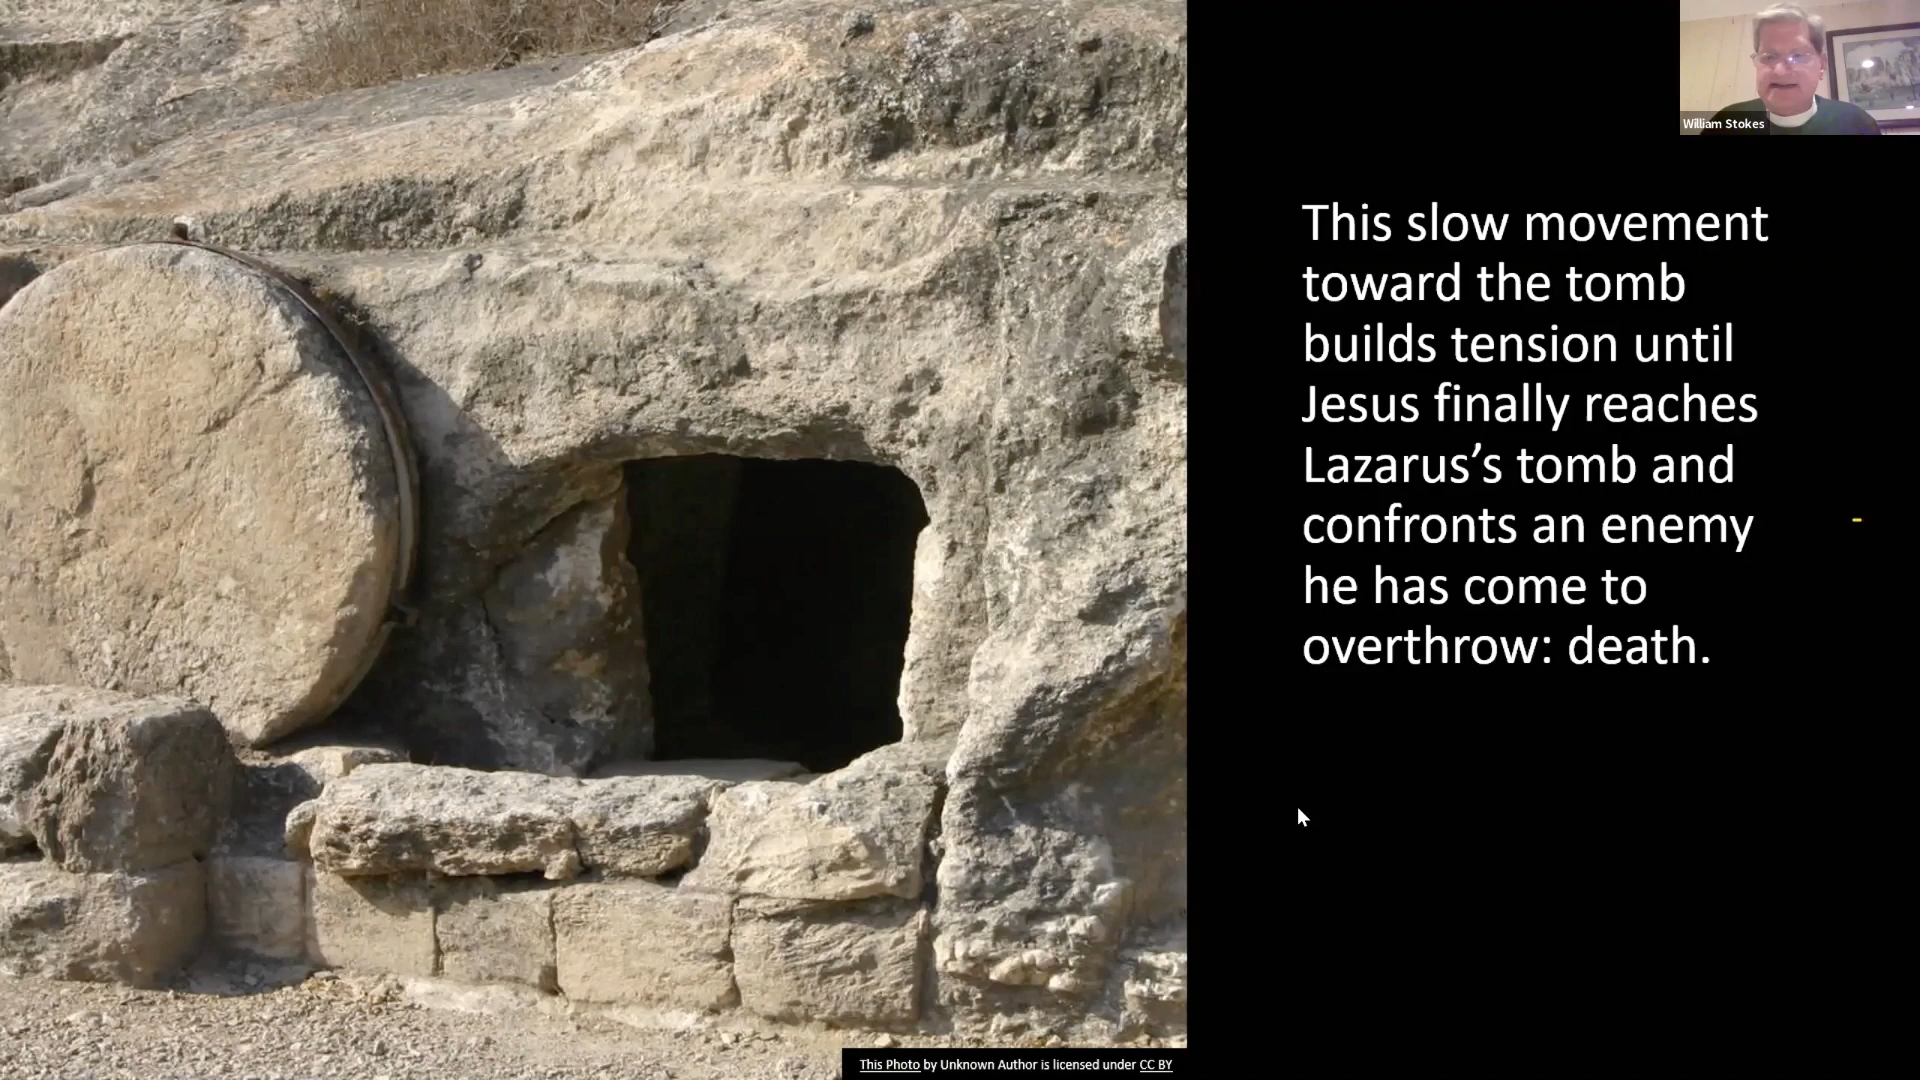 William Stokes
This slow movement
toward the tomb
builds tension until
Jesus finally reaches
Lazarus’s tomb and
confronts an enemy
he has come to
overthrow: death.
This Photo by Unknown Author is licensed under CC BY